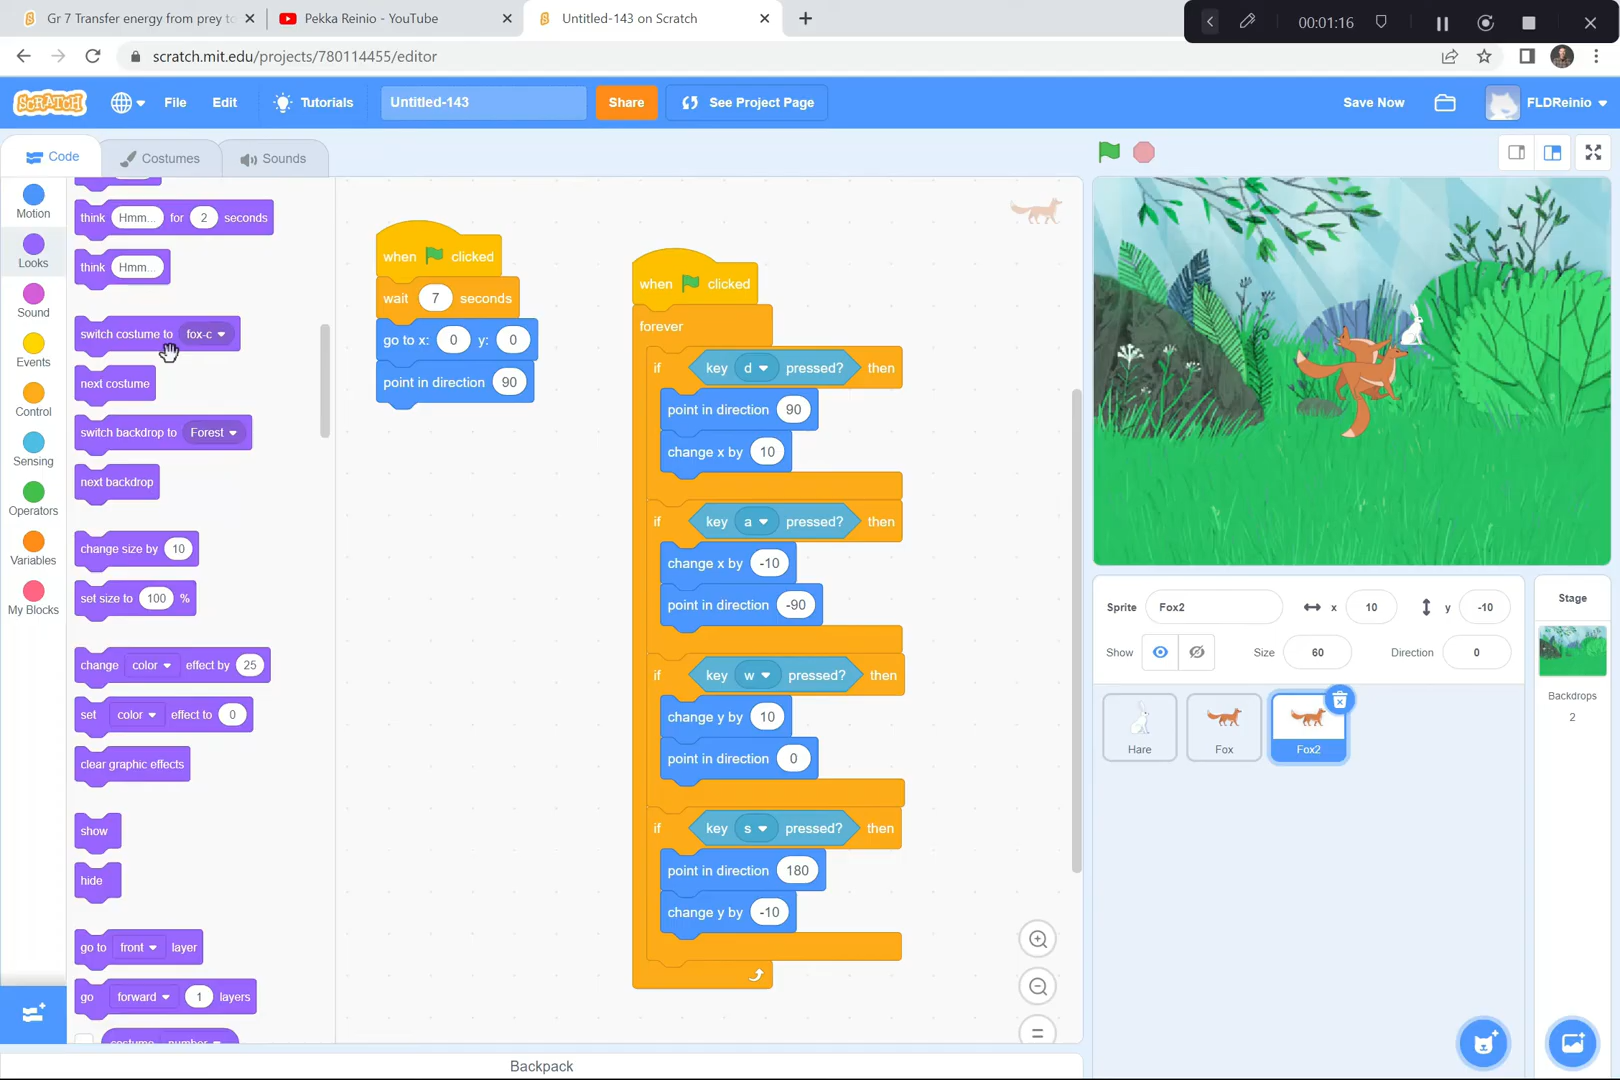 Gr 7 Transfer energy from prey to
Pekka Reinio - YouTube
Untitled-143 on Scratch
00:01:16
scratch.mit.edu/projects/780114455/editor
SCRATCH
File
Edit
Tutorials
Untitled-143
Share
See Project Page
Save Now
FLDReinio
Code
Costumes
Sounds
Motion
Looks
Sound
Events
Control
Sensing
Operators
Variables
My Blocks
think Hmm... for 2 seconds
think Hmm...
switch costume to fox-c
next costume
switch backdrop to Forest
next backdrop
change size by 10
set size to 100 %
change color effect by 25
set color effect to 0
clear graphic effects
show
hide
go to front layer
go forward 1 layers
costume number
when clicked
wait 7 seconds
go to x: 0 y: 0
point in direction 90
when clicked
forever
if key d pressed? then
point in direction 90
change x by 10
if key a pressed? then
change x by -10
point in direction -90
if key w pressed? then
change y by 10
point in direction 0
if key s pressed? then
point in direction 180
change y by -10
Backpack
Sprite Fox2 x 10 y -10
Show Size 60 Direction 0
Hare
Fox
Fox2
Stage
Backdrops
2